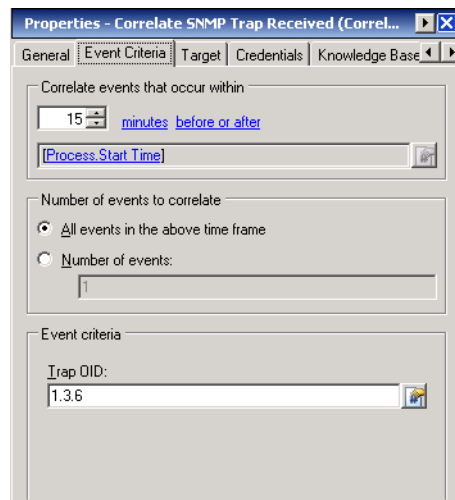 Properties - Correlate SNMP Trap Received (Correl...
General Event Criteria Target Credentials Knowledge Base
Correlate events that occur within
15 minutes before or after
[Process.Start Time]
Number of events to correlate
All events in the above time frame
Number of events:
1
Event criteria
Trap OID:
1.3.6